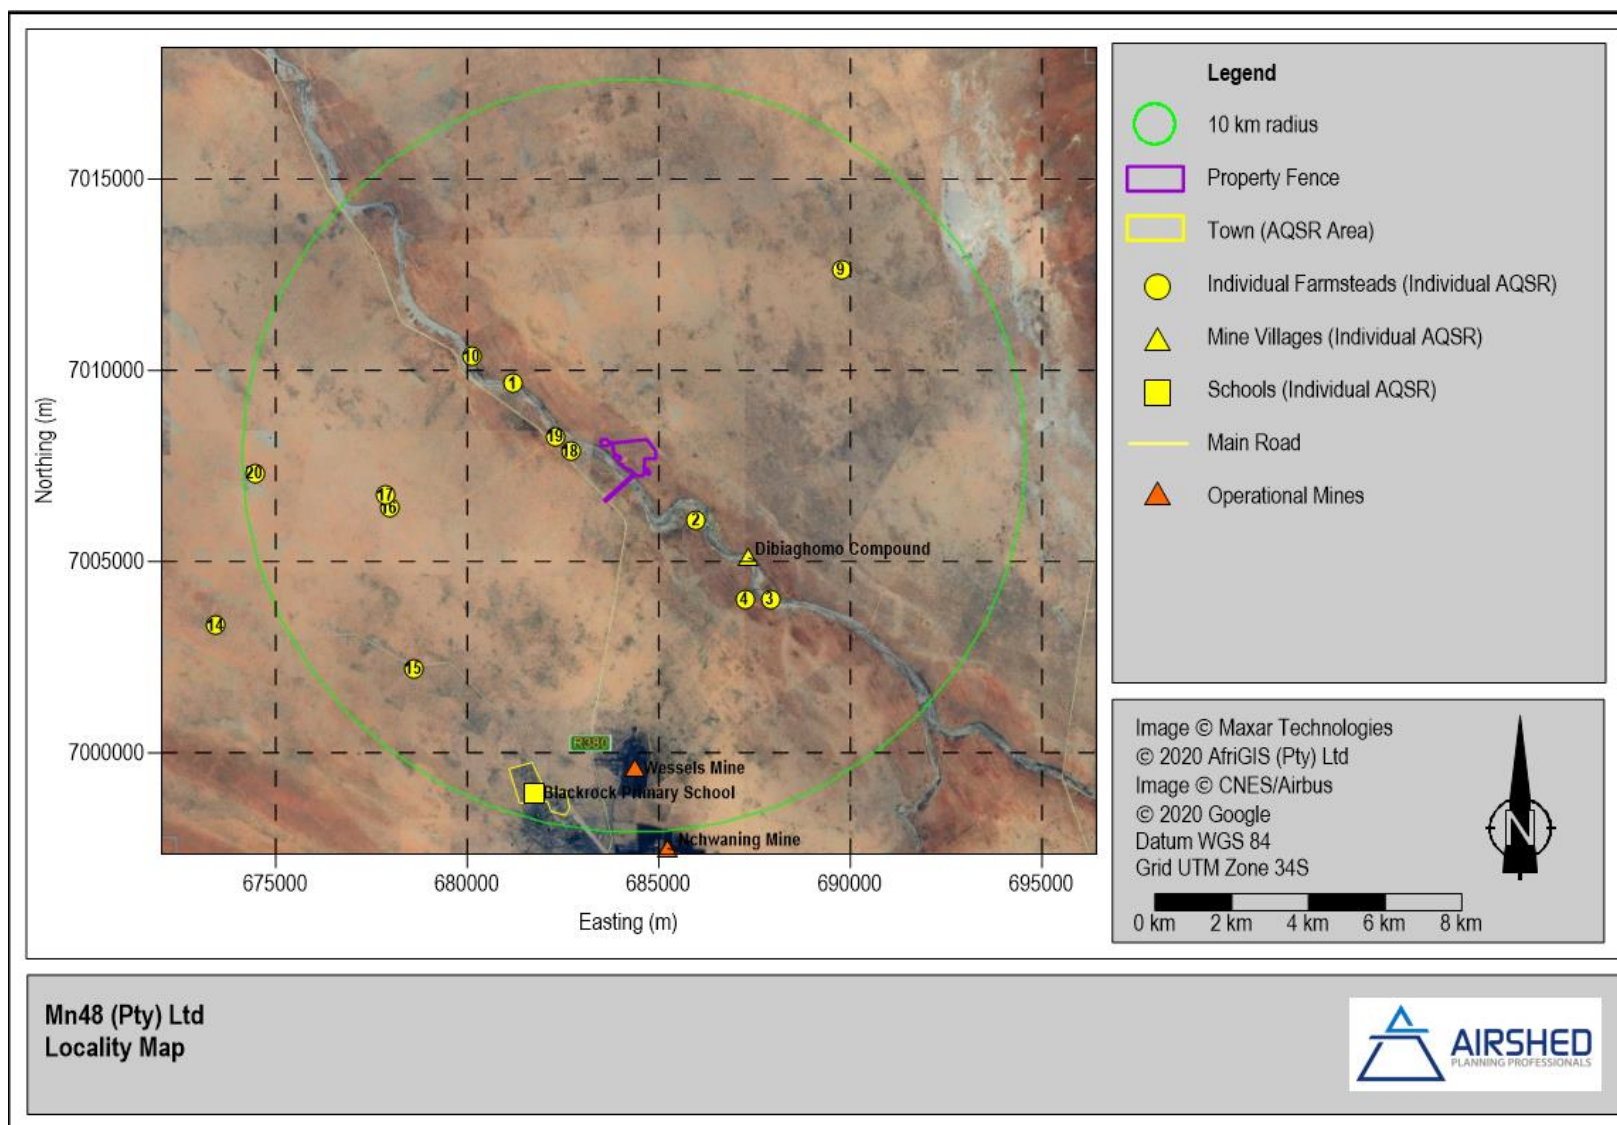 Legend
10 km radius
Property Fence
Town (AQSR Area)
Individual Farmsteads (Individual AQSR)
Mine Villages (Individual AQSR)
Schools (Individual AQSR)
Main Road
Operational Mines
7015000
7010000
7005000
7000000
Northing (m)
9
10
1
19
18
20
17
16
2
Dibiaghomo Compound
4
3
14
15
R380
Wessels Mine
Blackrock Primary School
Nchwaning Mine
675000
680000
685000
690000
695000
Easting (m)
Image © Maxar Technologies
© 2020 AfriGIS (Pty) Ltd
Image © CNES/Airbus
© 2020 Google
Datum WGS 84
Grid UTM Zone 34S
N
0 km 2 km 4 km 6 km 8 km
Mn48 (Pty) Ltd
Locality Map
AIRSHED
PLANNING PROFESSIONALS